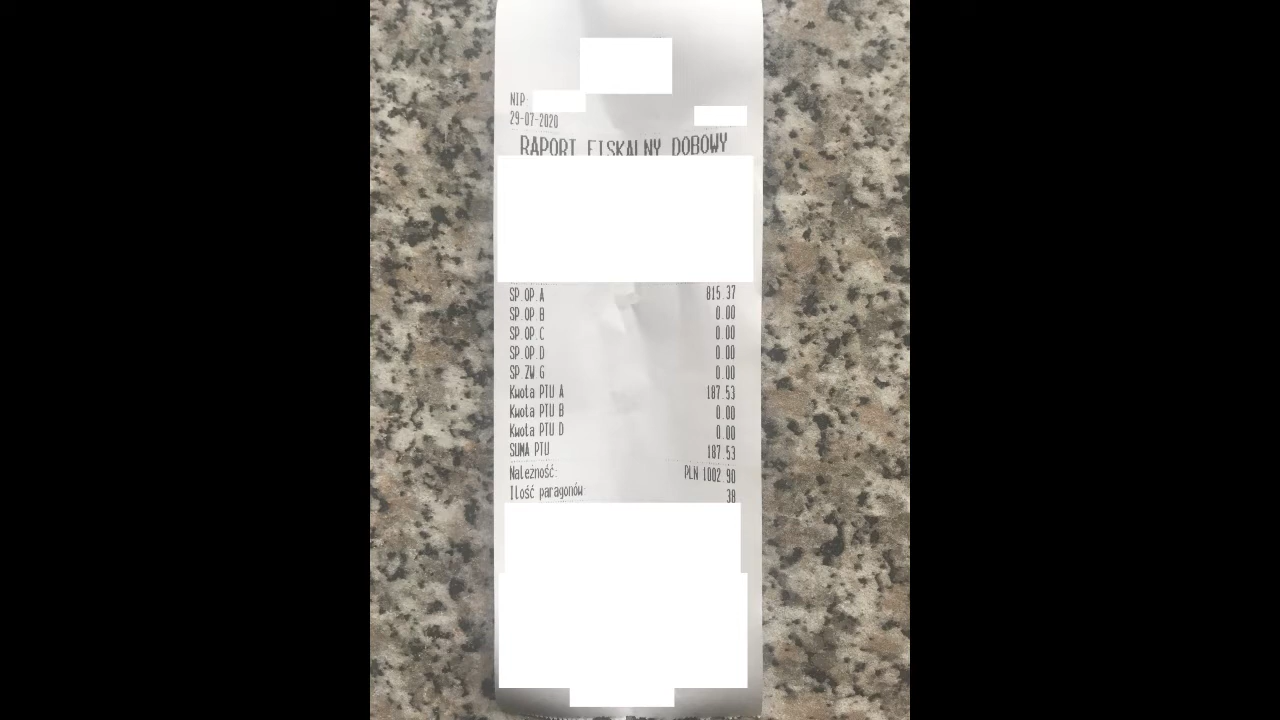 NIP:
29-07-2020
RAPORT FISKALNY DOBOWY
SP.OP.A 815.37
SP.OP.B 0.00
SP.OP.C 0.00
SP.OP.D 0.00
SP.ZW.G 0.00
Kwota PTU A 187.53
Kwota PTU B 0.00
Kwota PTU D 0.00
SUMA PTU 187.53
Należność: PLN 1002.90
Ilość paragonów: 38